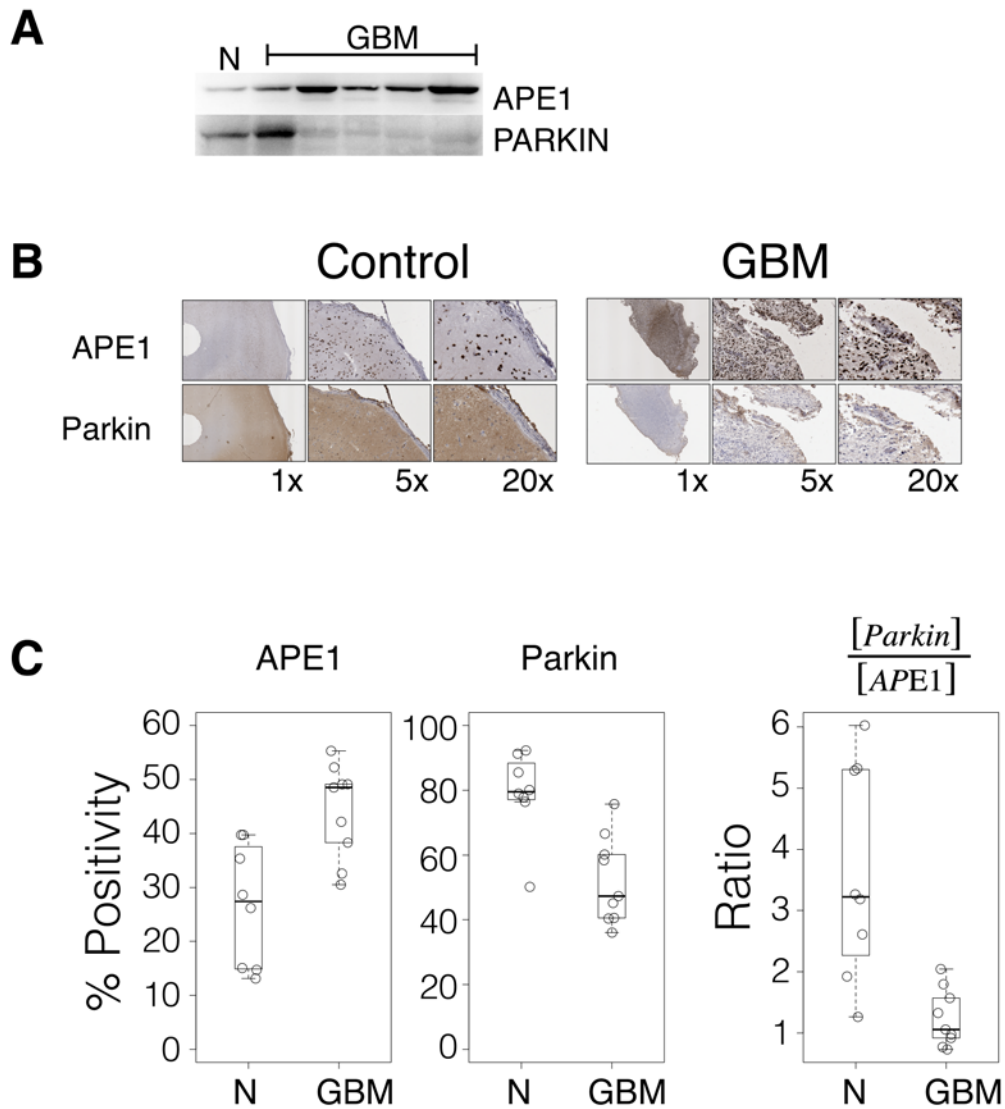 A
N GBM
APE1
PARKIN
B
Control GBM
APE1
Parkin
1x 5x 20x 1x 5x 20x
C
APE1 Parkin [Parkin]
[APE1]
% Positivity
60
50
40
30
20
10
0
N GBM
100
80
60
40
20
0
N GBM
Ratio
6
5
4
3
2
1
N GBM